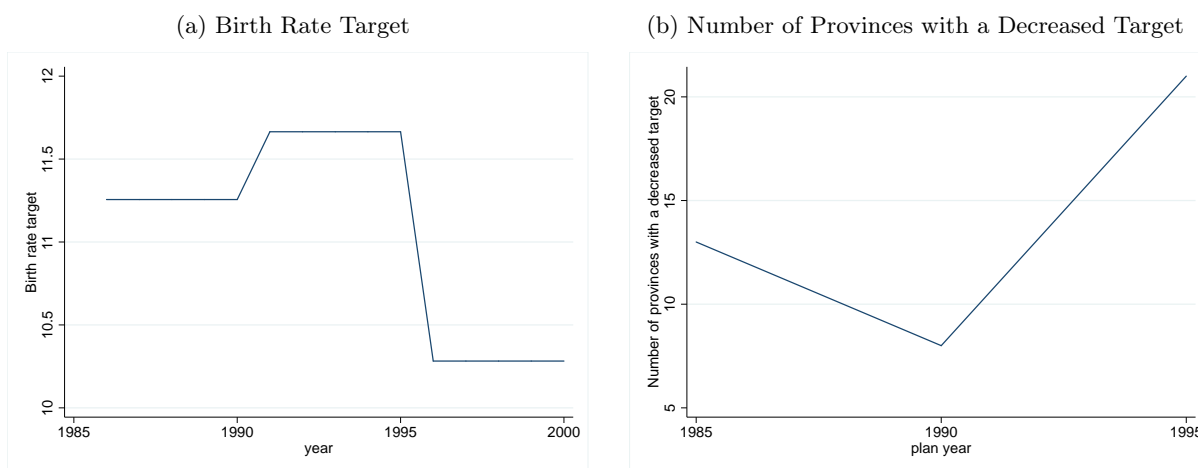 (a) Birth Rate Target
12
11.5
11
10.5
10
Birth rate target
1985 1990 1995 2000
year
(b) Number of Provinces with a Decreased Target
20
15
10
5
Number of provinces with a decreased target
1985 1990 1995
plan year